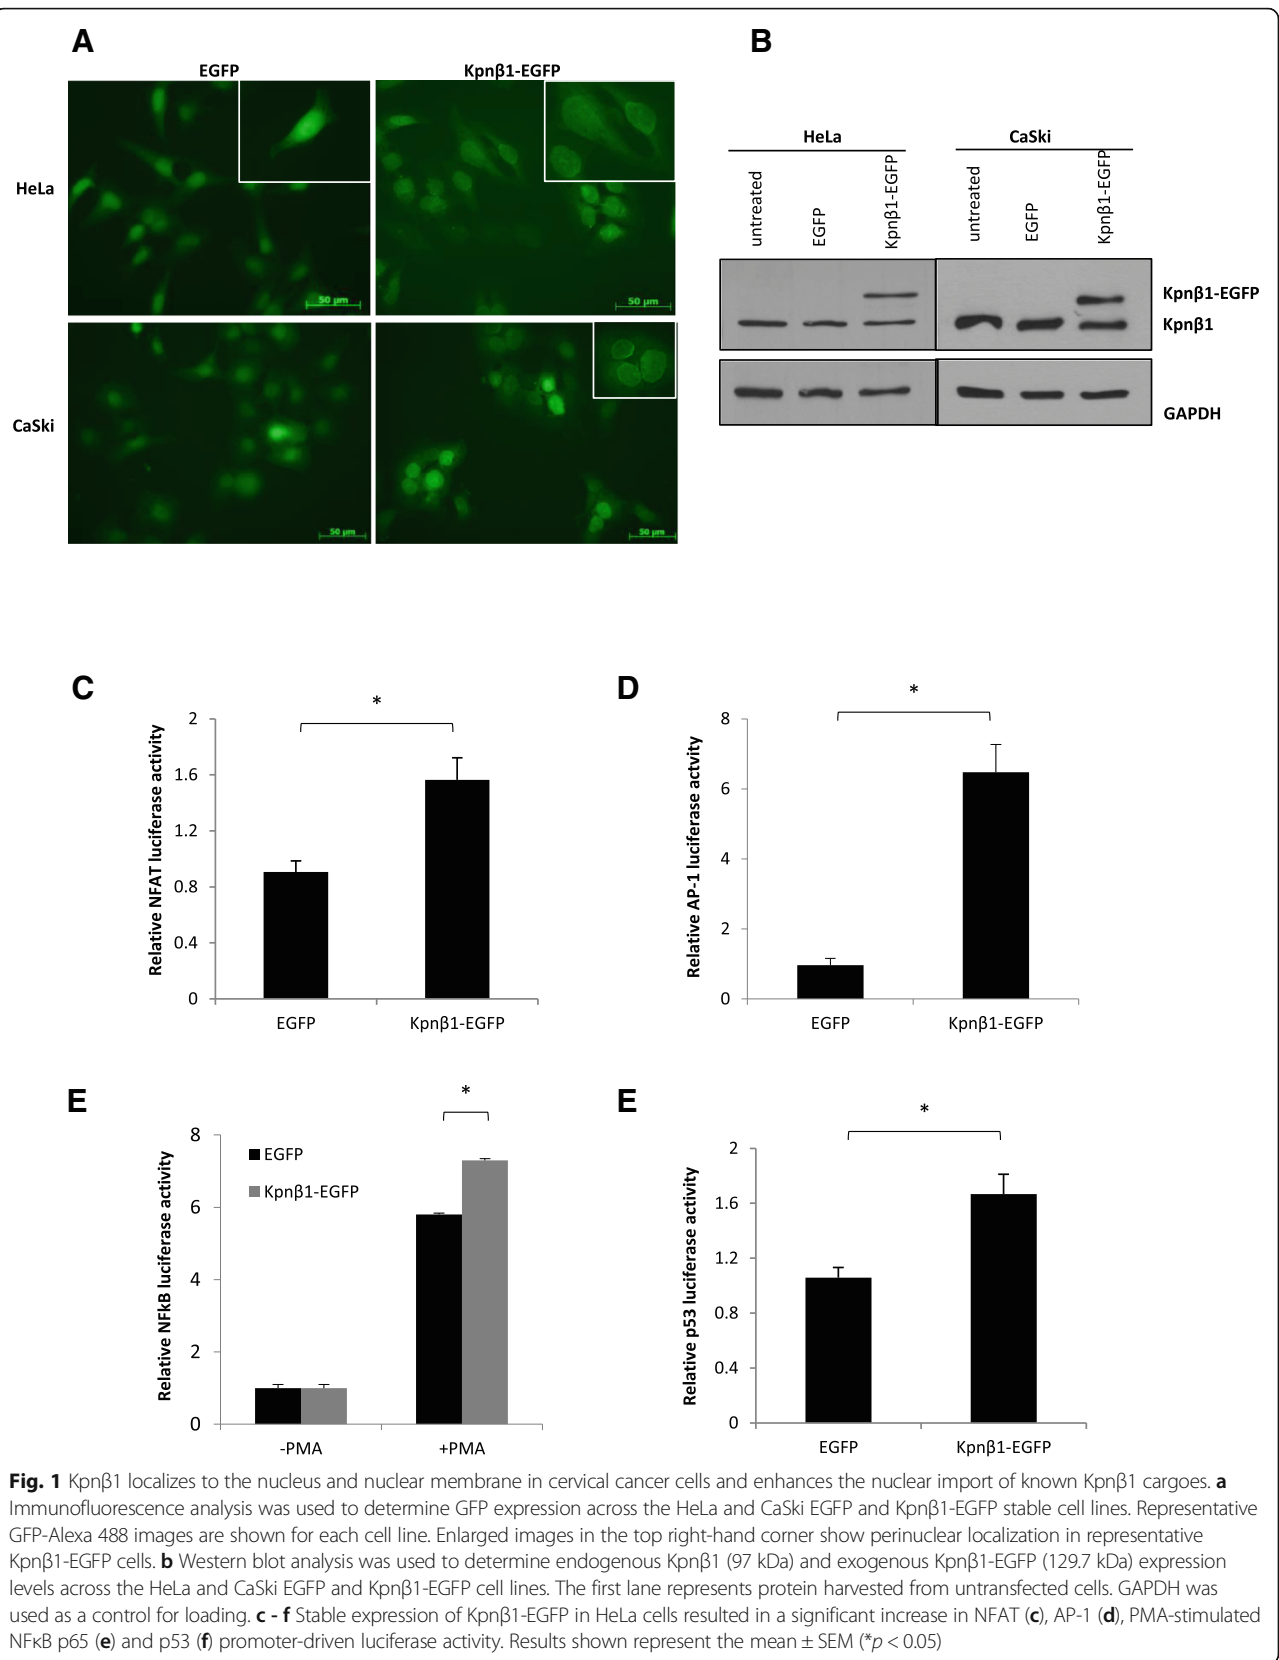 A
EGFP
Kpnβ1-EGFP
HeLa
50 µm
50 µm
CaSki
50 µm
50 µm
B
HeLa
CaSki
untreated
EGFP
Kpnβ1-EGFP
untreated
EGFP
Kpnβ1-EGFP
Kpnβ1-EGFP
Kpnβ1
GAPDH
C
*
Relative NFAT luciferase activity
2
1.6
1.2
0.8
0.4
0
EGFP
Kpnβ1-EGFP
D
*
Relative AP-1 luciferase actvity
8
6
4
2
0
EGFP
Kpnβ1-EGFP
E
*
Relative NFkB luciferase activity
8
6
4
2
0
EGFP
Kpnβ1-EGFP
-PMA
+PMA
E
*
Relative p53 luciferase activity
2
1.6
1.2
0.8
0.4
0
EGFP
Kpnβ1-EGFP
Fig. 1 Kpnβ1 localizes to the nucleus and nuclear membrane in cervical cancer cells and enhances the nuclear import of known Kpnβ1 cargoes. a
Immunofluorescence analysis was used to determine GFP expression across the HeLa and CaSki EGFP and Kpnβ1-EGFP stable cell lines. Representative
GFP-Alexa 488 images are shown for each cell line. Enlarged images in the top right-hand corner show perinuclear localization in representative
Kpnβ1-EGFP cells. b Western blot analysis was used to determine endogenous Kpnβ1 (97 kDa) and exogenous Kpnβ1-EGFP (129.7 kDa) expression
levels across the HeLa and CaSki EGFP and Kpnβ1-EGFP cell lines. The first lane represents protein harvested from untransfected cells. GAPDH was
used as a control for loading. c - f Stable expression of Kpnβ1-EGFP in HeLa cells resulted in a significant increase in NFAT (c), AP-1 (d), PMA-stimulated
NFκB p65 (e) and p53 (f) promoter-driven luciferase activity. Results shown represent the mean ± SEM (*p < 0.05)